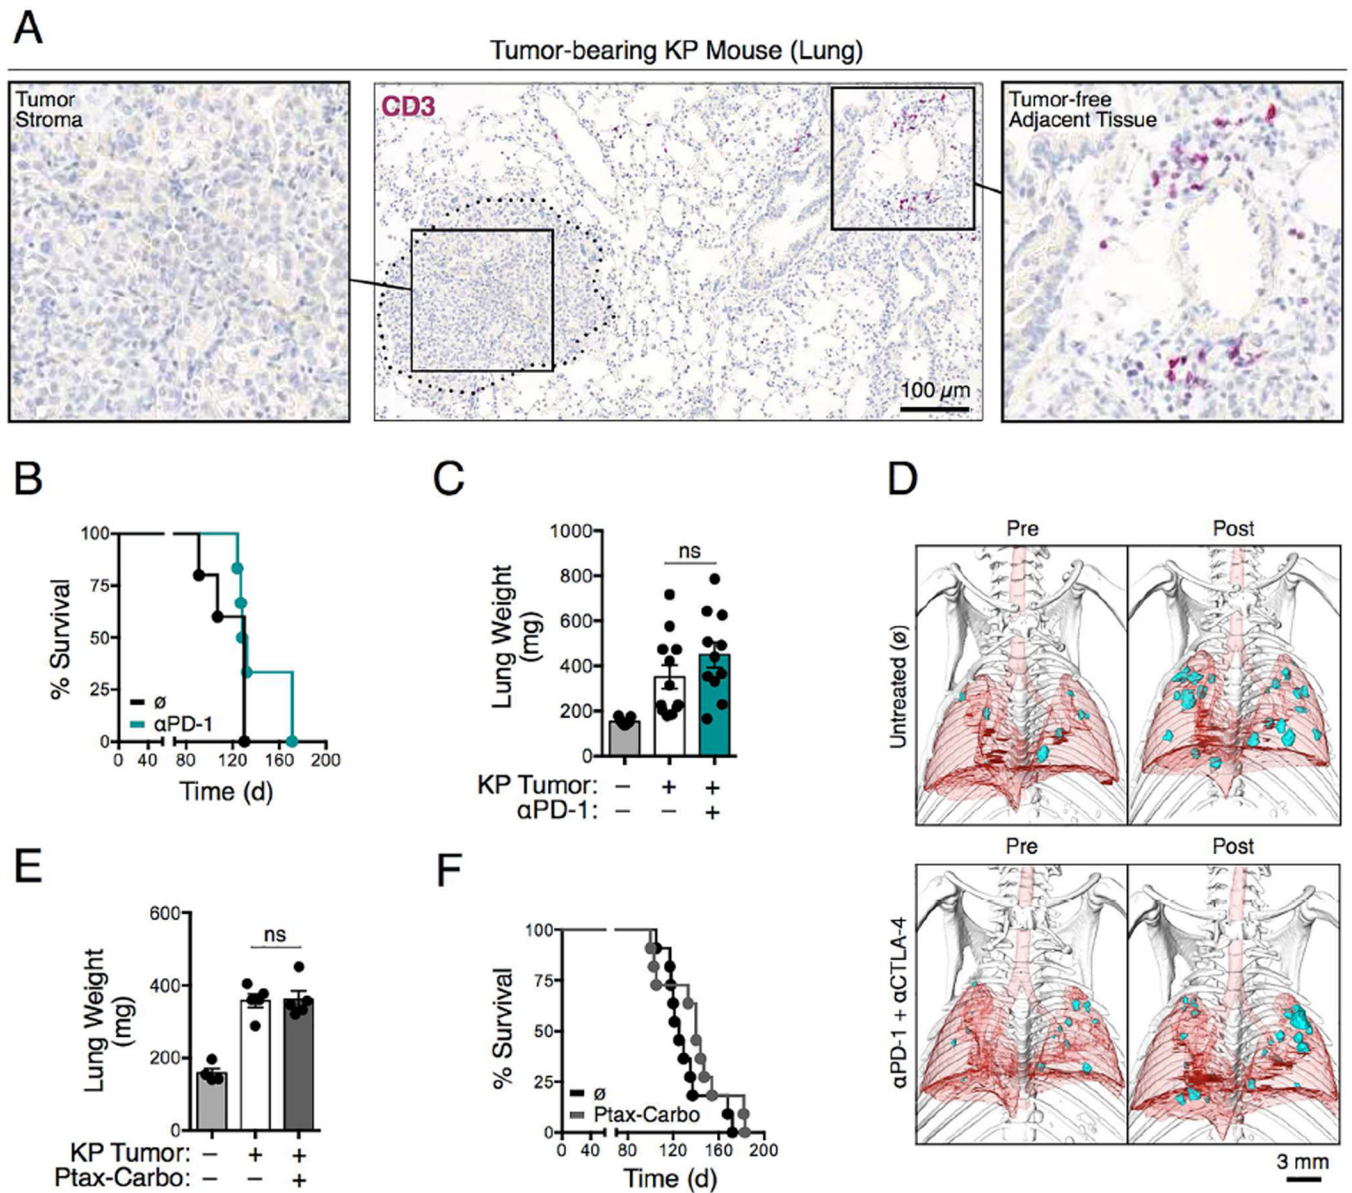 A
Tumor-bearing KP Mouse (Lung)
Tumor
Stroma
CD3
100 µm
Tumor-free
Adjacent Tissue
B
% Survival
100
75
50
25
0
ø
αPD-1
0 40 80 120 160 200
Time (d)
C
Lung Weight
(mg)
1000
800
600
400
200
0
ns
KP Tumor: – + +
αPD-1: – – +
D
Pre Post
Untreated (ø)
Pre Post
αPD-1 + αCTLA-4
3 mm
E
Lung Weight
(mg)
600
400
200
0
ns
KP Tumor: – + +
Ptax-Carbo: – – +
F
% Survival
100
75
50
25
0
ø
Ptax-Carbo
0 40 80 120 160 200
Time (d)